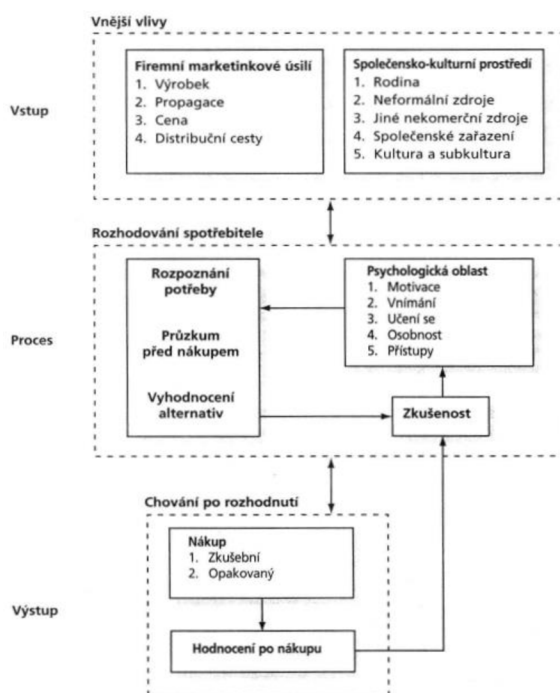 Vnější vlivy
Vstup
Firemní marketinkové úsilí
1. Výrobek
2. Propagace
3. Cena
4. Distribuční cesty
Společensko-kulturní prostředí
1. Rodina
2. Neformální zdroje
3. Jiné nekomerční zdroje
4. Společenské zařazení
5. Kultura a subkultura
Rozhodování spotřebitele
Proces
Rozpoznání
potřeby
Průzkum
před nákupem
Vyhodnocení
alternativ
Psychologická oblast
1. Motivace
2. Vnímání
3. Učení se
4. Osobnost
5. Přístupy
Zkušenost
Chování po rozhodnutí
Výstup
Nákup
1. Zkušební
2. Opakovaný
Hodnocení po nákupu